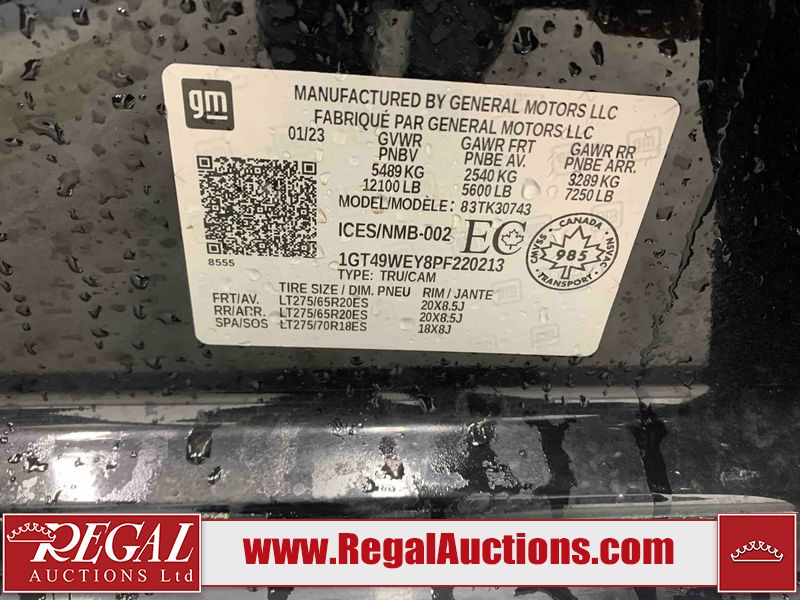 gm
MANUFACTURED BY GENERAL MOTORS LLC
FABRIQUÉ PAR GENERAL MOTORS LLC
01/23 GVWR GAWR FRT GAWR RR
PNBV PNBE AV. PNBE ARR.
5489 KG 2540 KG 3289 KG
12100 LB 5600 LB 7250 LB
MODEL/MODÈLE: 83TK30743
ICES/NMB-002 EC
CANADA
SVMAC NSVAC
985
TRANSPORT
8555
1GT49WEY8PF220213
TYPE: TRU/CAM
TIRE SIZE / DIM. PNEU RIM / JANTE
FRT/AV. LT275/65R20ES 20X8.5J
RR/ARR. LT275/65R20ES 20X8.5J
SPA/SOS LT275/70R18ES 18X8J
REGAL
AUCTIONS Ltd
www.RegalAuctions.com